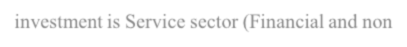 investment is Service sector (Financial and non